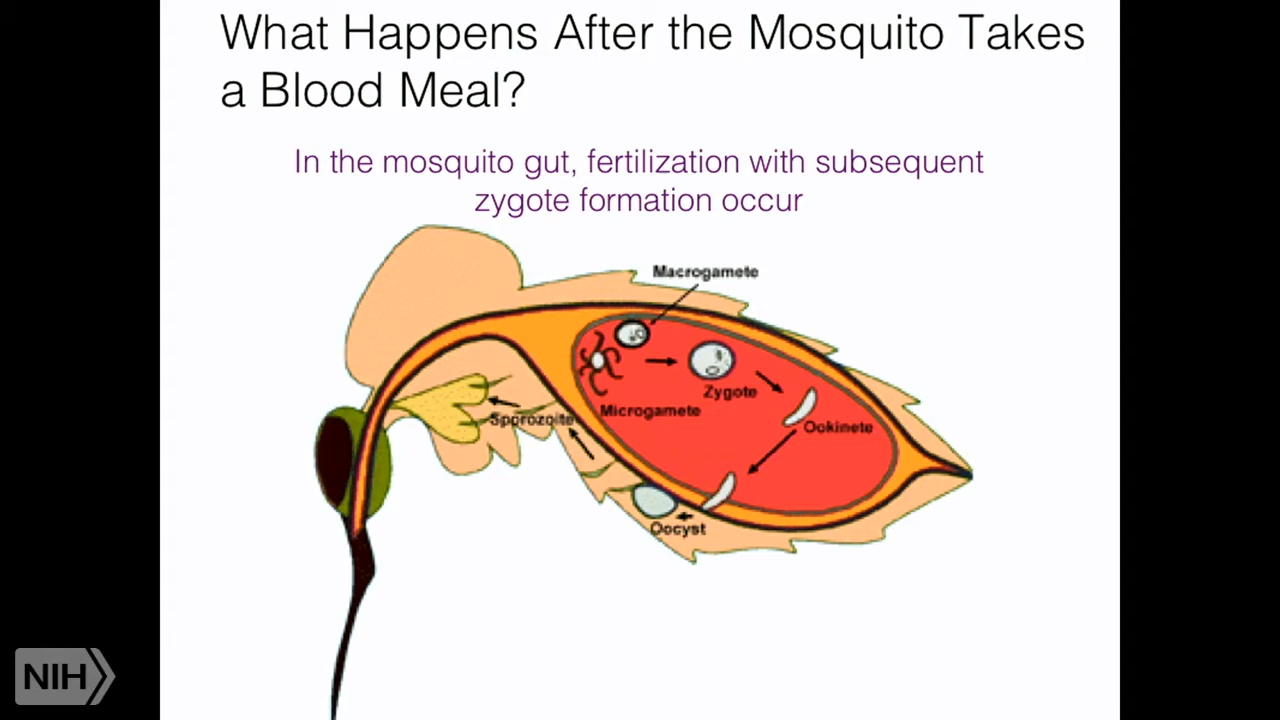 What Happens After the Mosquito Takes
a Blood Meal?
In the mosquito gut, fertilization with subsequent
zygote formation occur
Macrogamete
Zygote
Microgamete
Sporozoite
Ookinete
Oocyst
NIH